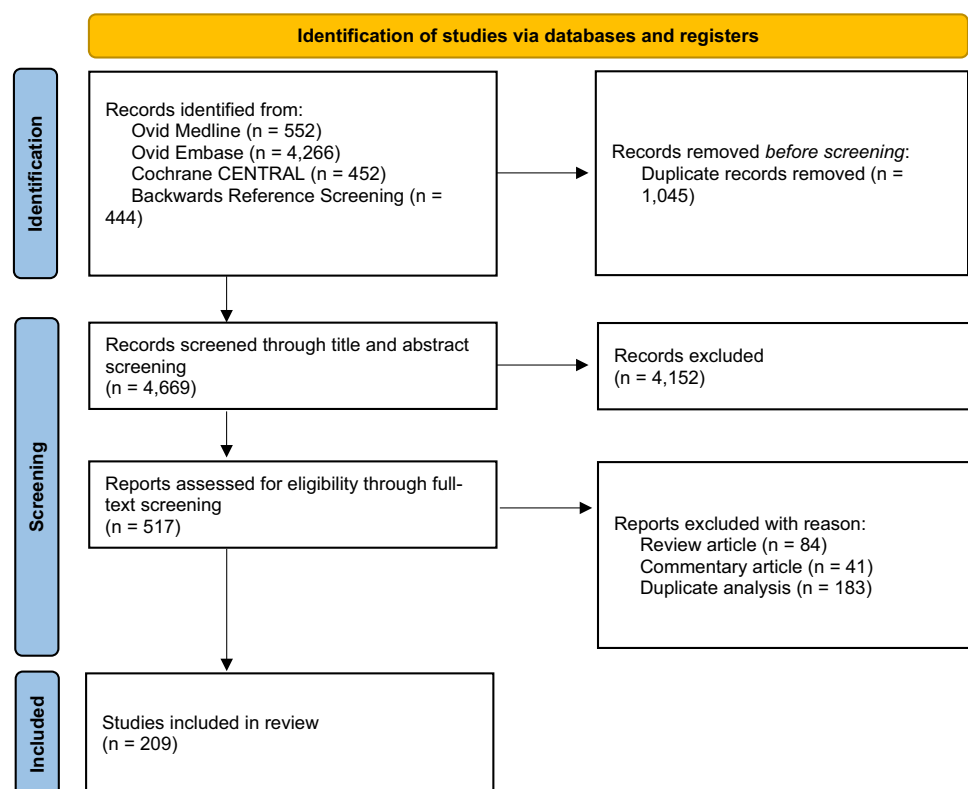 Identification of studies via databases and registers
Identification
Records identified from:
Ovid Medline (n = 552)
Ovid Embase (n = 4,266)
Cochrane CENTRAL (n = 452)
Backwards Reference Screening (n =
444)
Records removed before screening:
Duplicate records removed (n =
1,045)
Screening
Records screened through title and abstract
screening
(n = 4,669)
Records excluded
(n = 4,152)
Reports assessed for eligibility through full-
text screening
(n = 517)
Reports excluded with reason:
Review article (n = 84)
Commentary article (n = 41)
Duplicate analysis (n = 183)
Included
Studies included in review
(n = 209)